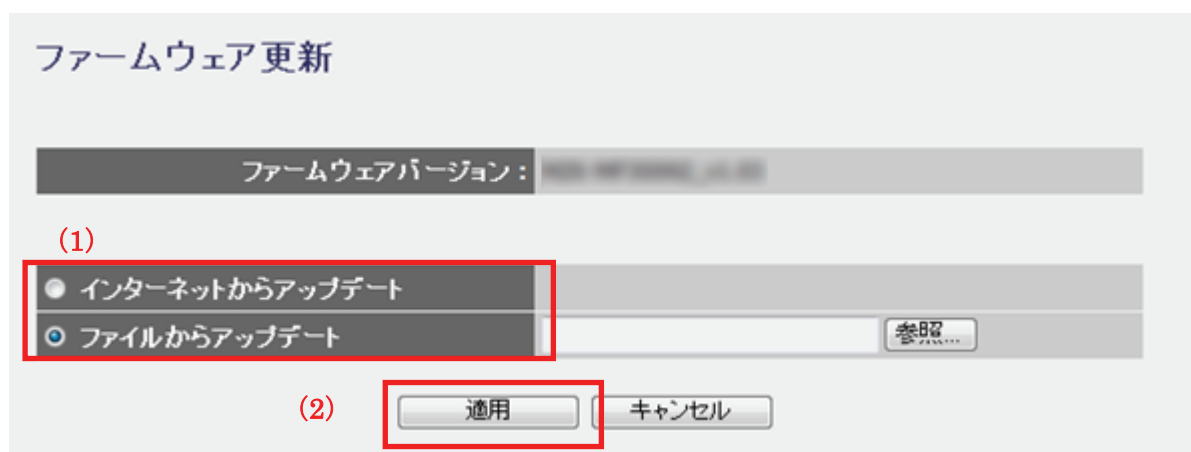 ファームウェア更新
ファームウェアバージョン：
(1)
インターネットからアップデート
ファイルからアップデート 参照...
(2) 適用 キャンセル